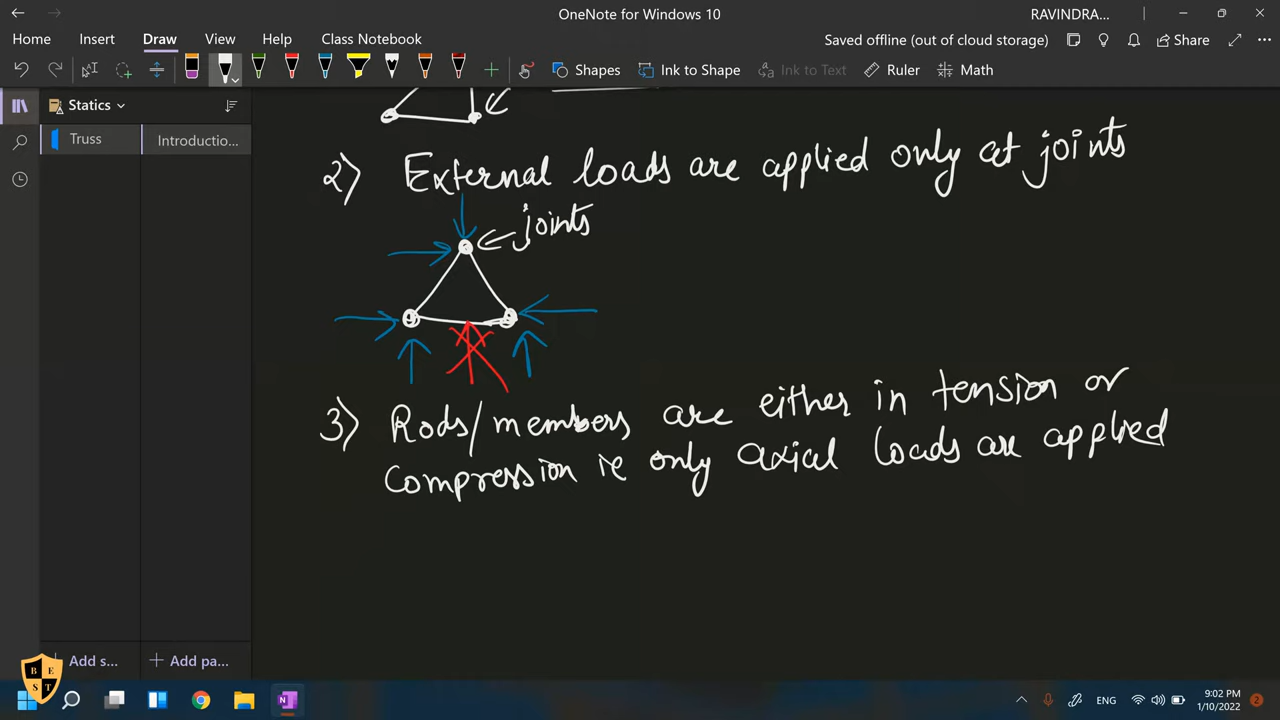 OneNote for Windows 10
RAVINDRA...
Home Insert Draw View Help Class Notebook
Saved offline (out of cloud storage) Share
Shapes Ink to Shape Ink to Text Ruler Math
Statics
Truss
Introductio...
2) External loads are applied only at joints
joints
3) Rods/members are either in tension or
compression ie only axial loads are applied
Add s... Add pa...
BEST
ENG
9:02 PM
1/10/2022
2